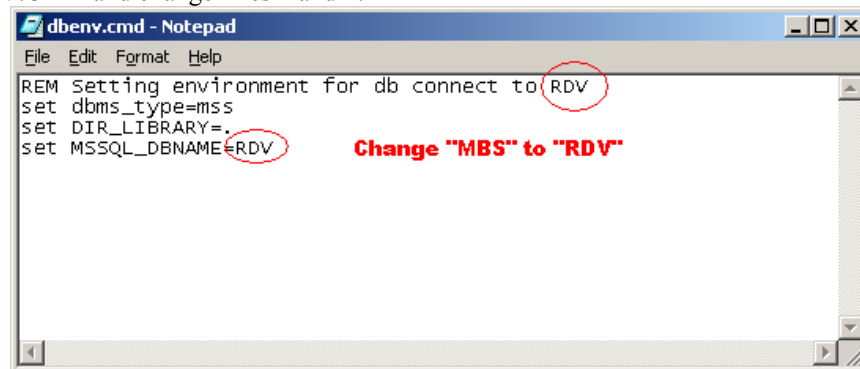 dbenv.cmd - Notepad
File Edit Format Help
REM Setting environment for db connect to RDV
set dbms_type=mss
set DIR_LIBRARY=.
set MSSQL_DBNAME=RDV
Change "MBS" to "RDV"